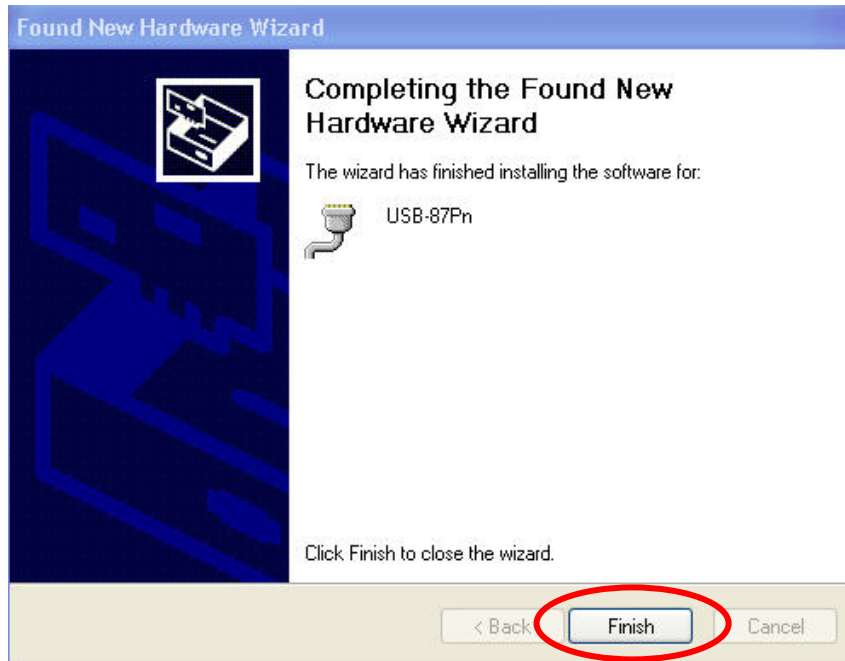 Found New Hardware Wizard
Completing the Found New
Hardware Wizard
The wizard has finished installing the software for:
USB-87Pn
Click Finish to close the wizard.
< Back
Finish
Cancel